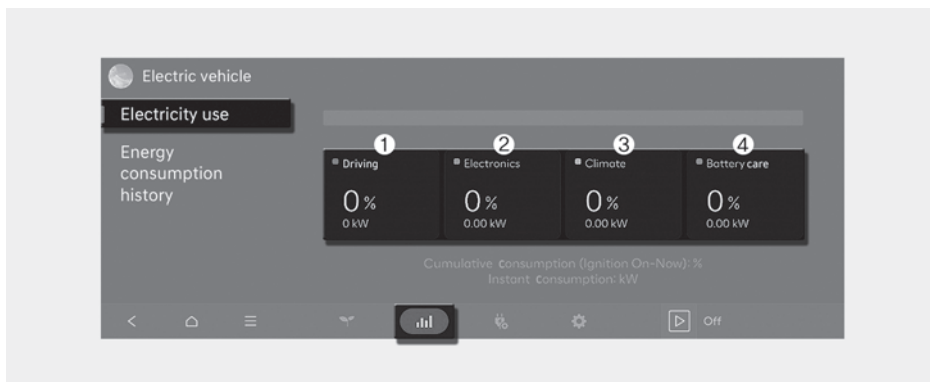 Electric vehicle
Electricity use
Energy
consumption
history
1
2
3
4
Driving
Electronics
Climate
Battery care
0 %
0 %
0 %
0 %
0 kW
0.00 kW
0.00 kW
0.00 kW
Cumulative consumption (Ignition On-Now): %
Instant consumption: kW
Off